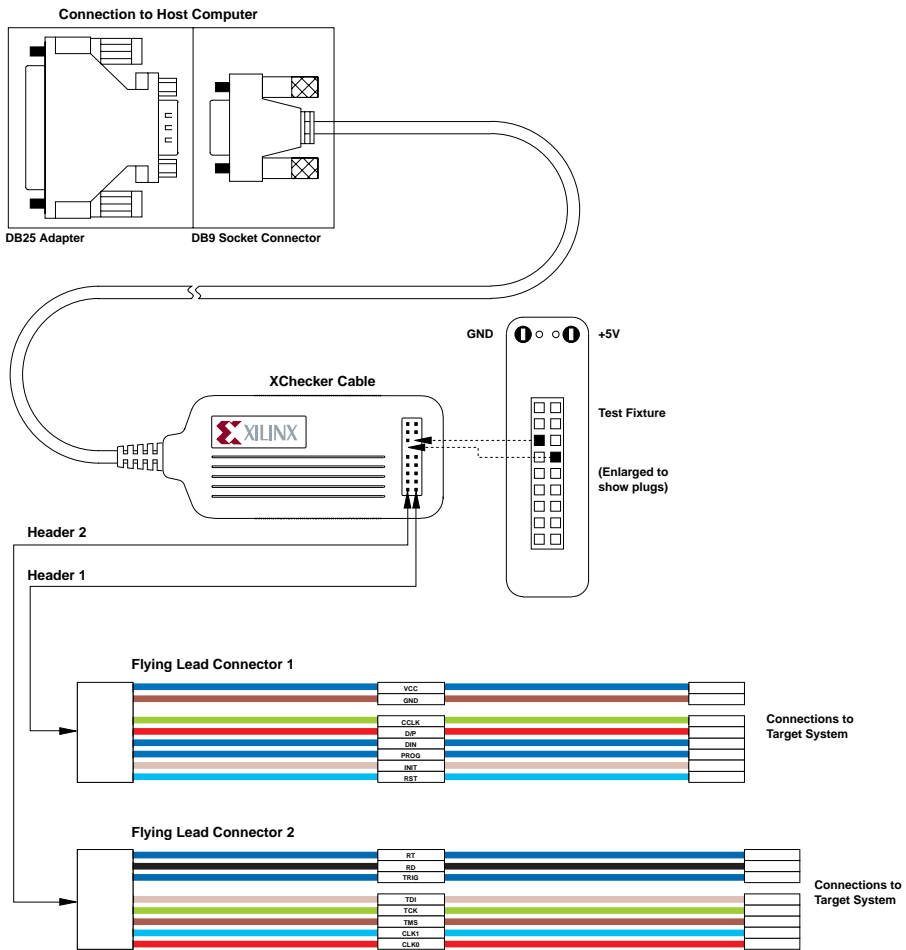 Connection to Host Computer
DB25 Adapter
DB9 Socket Connector
GND
+5V
XChecker Cable
XILINX
Test Fixture
(Enlarged to
show plugs)
Header 2
Header 1
Flying Lead Connector 1
VCC
GND
CCLK
D/P
DIN
PROG
INIT
RST
Connections to
Target System
Flying Lead Connector 2
RT
RD
TRIG
TDI
TCK
TMS
CLK1
CLK0
Connections to
Target System